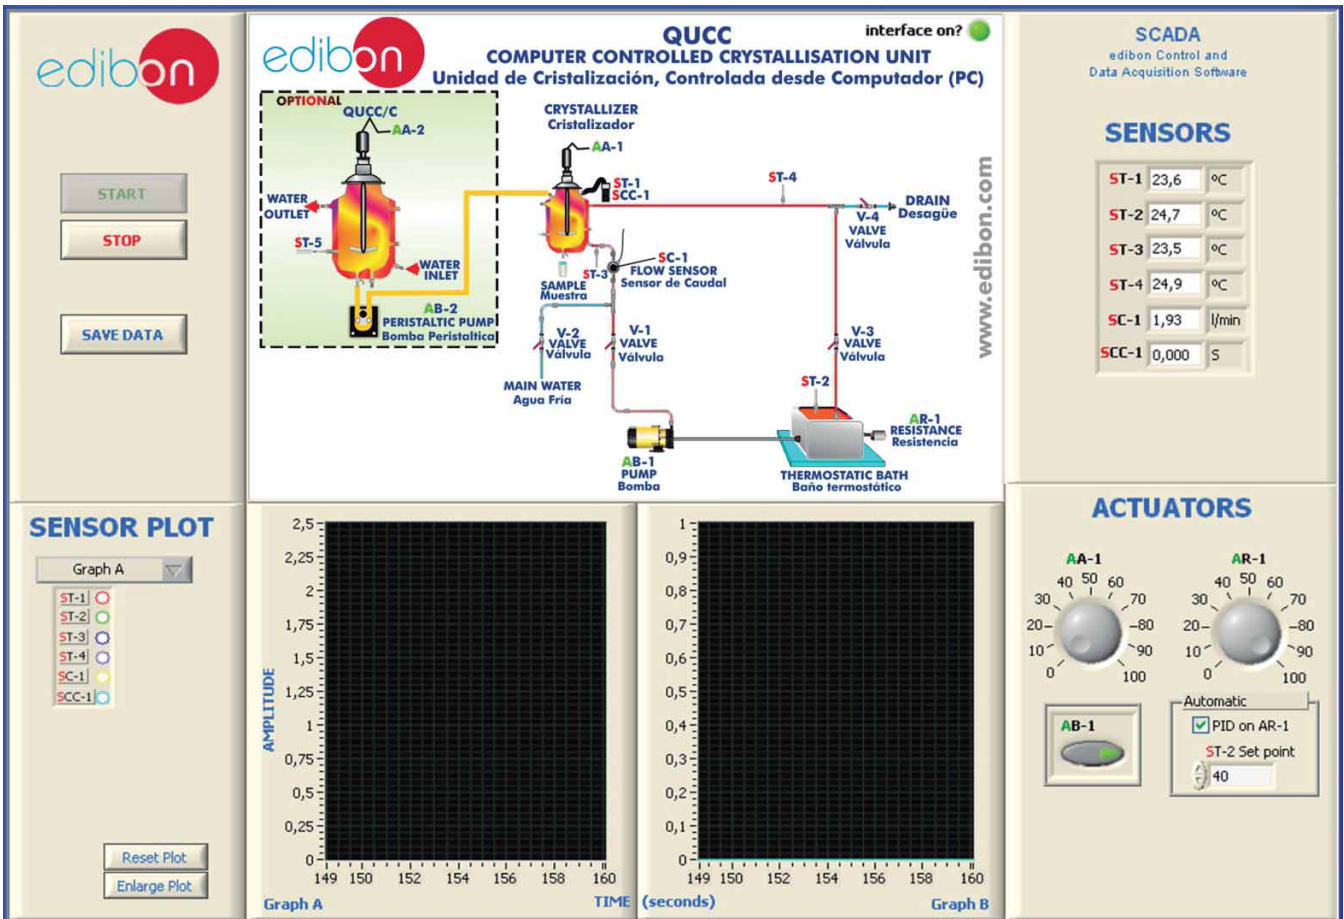 edibon
START
STOP
SAVE DATA
edibon
QUCC
interface on?
COMPUTER CONTROLLED CRYSTALLISATION UNIT
Unidad de Cristalización, Controlada desde Computador (PC)
OPTIONAL
QUCC/C
AA-2
WATER
OUTLET
ST-5
WATER
INLET
AB-2
PERISTALTIC PUMP
Bomba Peristaltica
CRYSTALLIZER
Cristalizador
AA-1
ST-1
SCC-1
ST-4
DRAIN
Desagüe
V-4
VALVE
Válvula
SC-1
FLOW SENSOR
Sensor de Caudal
ST-3
SAMPLE
Muestra
V-2
VALVE
Válvula
V-1
VALVE
Válvula
V-3
VALVE
Válvula
MAIN WATER
Agua Fría
ST-2
AR-1
RESISTANCE
Resistencia
AB-1
PUMP
Bomba
THERMOSTATIC BATH
Baño termostático
www.edibon.com
SCADA
edibon Control and
Data Acquisition Software
SENSORS
ST-1 23,6 ºC
ST-2 24,7 ºC
ST-3 23,5 ºC
ST-4 24,9 ºC
SC-1 1,93 l/min
SCC-1 0,000 S
SENSOR PLOT
Graph A
ST-1
ST-2
ST-3
ST-4
SC-1
SCC-1
Reset Plot
Enlarge Plot
AMPLITUDE
2,5
2,25
2
1,75
1,5
1,25
1
0,75
0,5
0,25
0
149 150 152 154 156 158 160
Graph A
TIME (seconds)
1
0,9
0,8
0,7
0,6
0,5
0,4
0,3
0,2
0,1
0
149 150 152 154 156 158 160
Graph B
ACTUATORS
AA-1
0 10 20 30 40 50 60 70 80 90 100
AR-1
0 10 20 30 40 50 60 70 80 90 100
AB-1
Automatic
PID on AR-1
ST-2 Set point
40